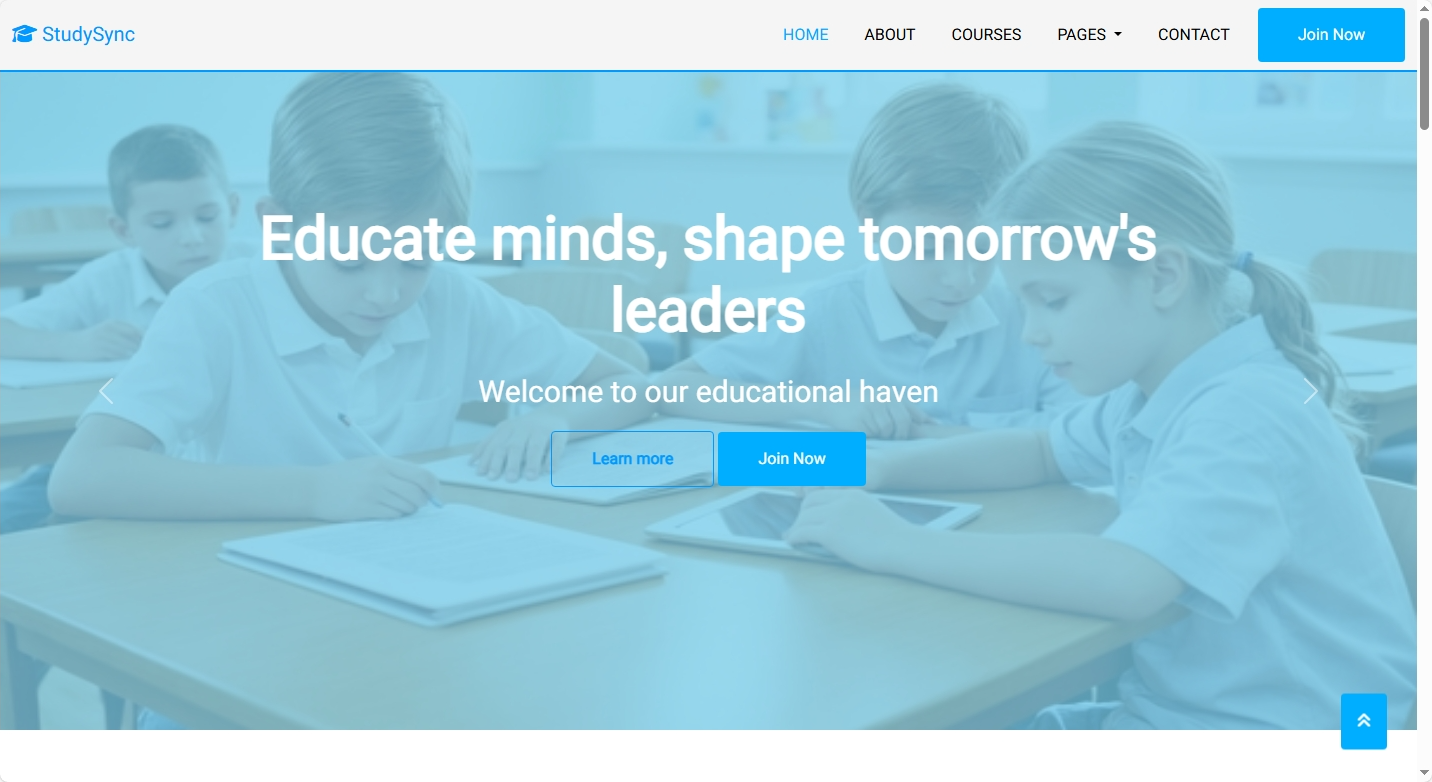 StudySync
HOME ABOUT COURSES PAGES CONTACT Join Now
Educate minds, shape tomorrow's
leaders
Welcome to our educational haven
Learn more Join Now